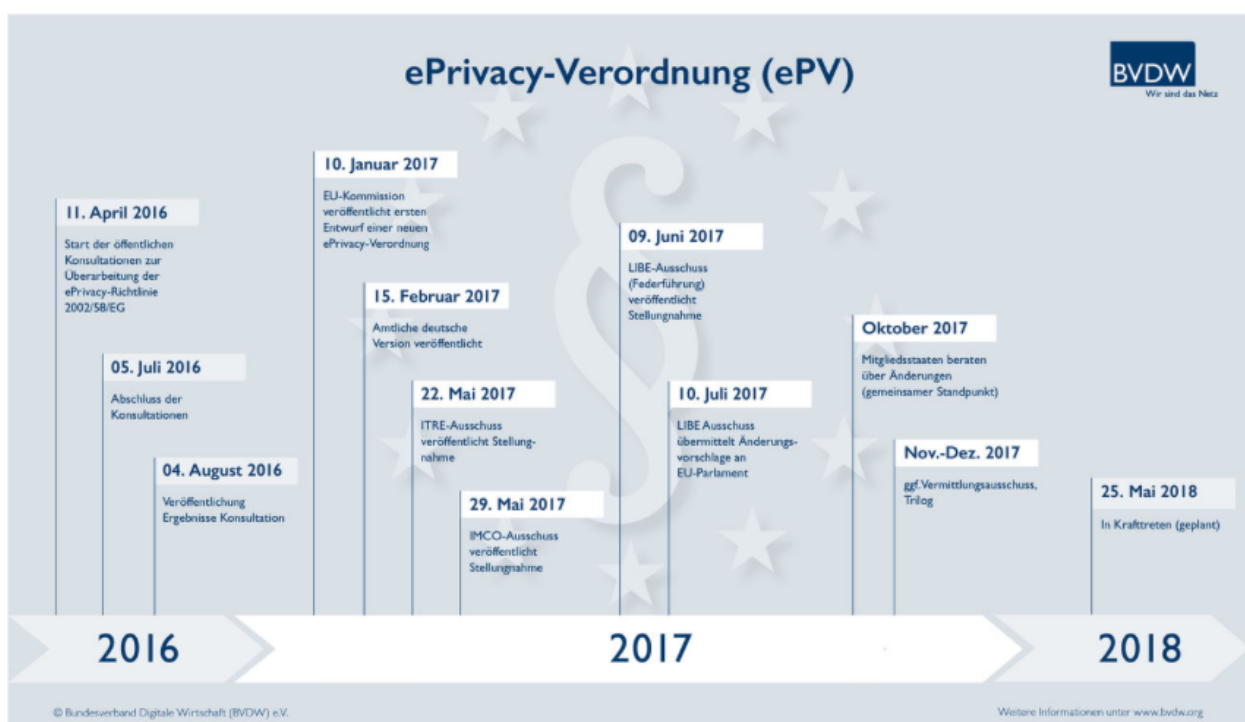 ePrivacy-Verordnung (ePV)
BVDW
Wir sind das Netz
11. April 2016
Start der öffentlichen
Konsultationen zur
Überarbeitung der
ePrivacy-Richtlinie
2002/58/EG
05. Juli 2016
Abschluss der
Konsultationen
04. August 2016
Veröffentlichung
Ergebnisse Konsultation
10. Januar 2017
EU-Kommission
veröffentlicht ersten
Entwurf einer neuen
ePrivacy-Verordnung
15. Februar 2017
Amtliche deutsche
Version veröffentlicht
22. Mai 2017
ITRE-Ausschuss
veröffentlicht Stellung-
nahme
29. Mai 2017
IMCO-Ausschuss
veröffentlicht
Stellungnahme
09. Juni 2017
LIBE-Ausschuss
(Federführung)
veröffentlicht
Stellungnahme
10. Juli 2017
LIBE Ausschuss
übermittelt Änderungs-
vorschlage an
EU-Parlament
Oktober 2017
Mitgliedsstaaten beraten
über Änderungen
(gemeinsamer Standpunkt)
Nov.-Dez. 2017
ggf.Vermittlungsausschuss,
Trilog
25. Mai 2018
In Krafttreten (geplant)
2016
2017
2018
© Bundesverband Digitale Wirtschaft (BVDW) e.V.
Weitere Informationen unter www.bvdw.org